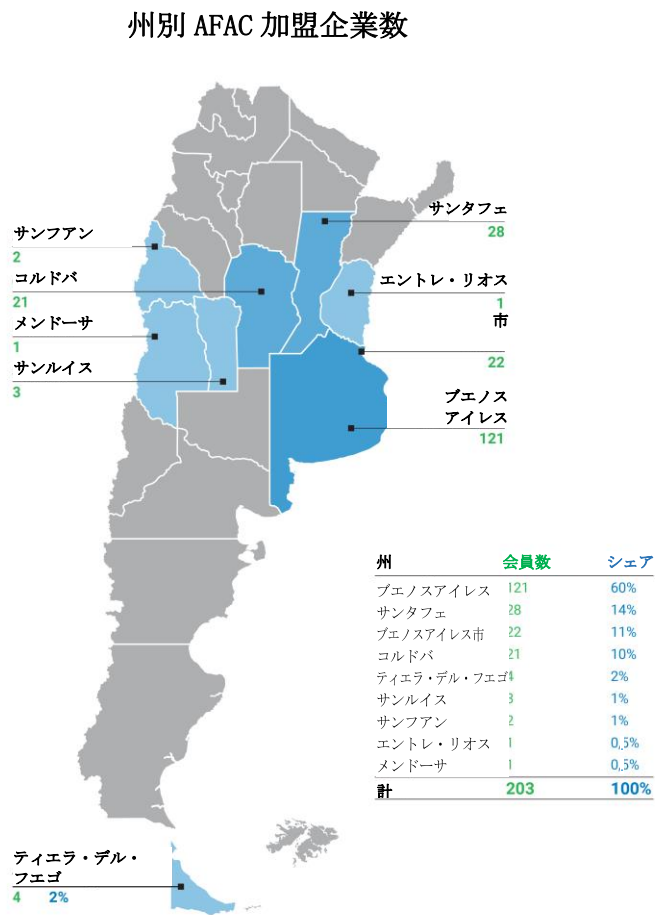 州別 AFAC 加盟企業数
サンフアン
2
コルドバ
21
メンドーサ
1
サンルイス
3
サンタフェ
28
エントレ・リオス
1
市
22
ブエノス
アイレス
121
州 会員数 シェア
ブエノスアイレス 121 60%
サンタフェ 28 14%
ブエノスアイレス市 22 11%
コルドバ 21 10%
ティエラ・デル・フエゴ 4 2%
サンルイス 3 1%
サンフアン 2 1%
エントレ・リオス 1 0,5%
メンドーサ 1 0,5%
計 203 100%
ティエラ・デル・
フエゴ
4 2%